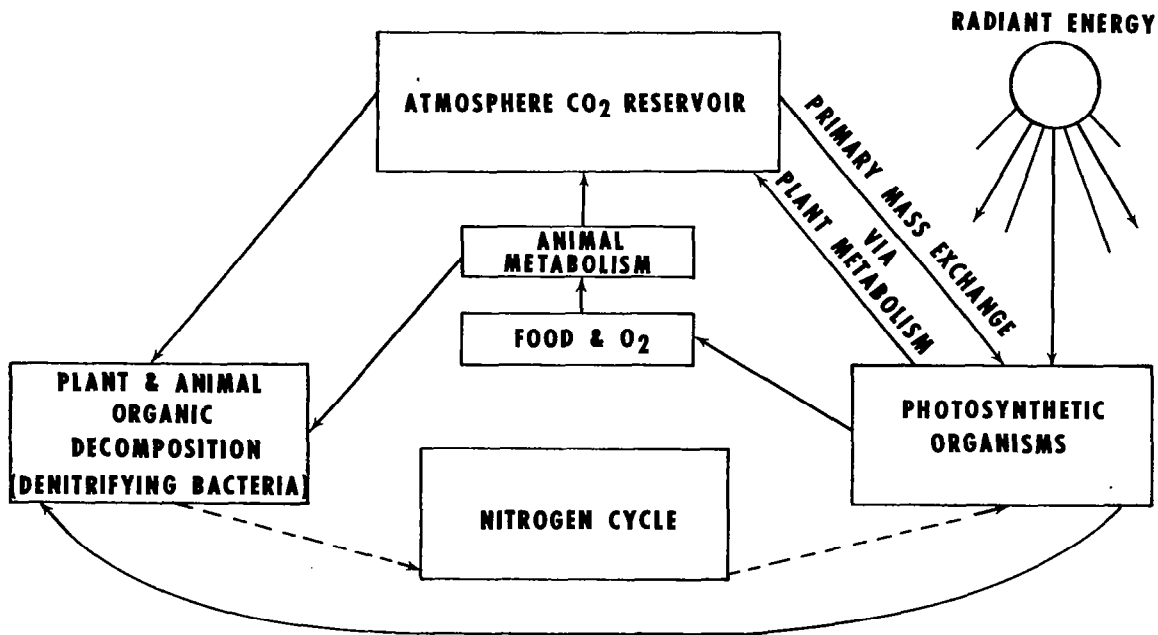 RADIANT ENERGY
ATMOSPHERE CO₂ RESERVOIR
PRIMARY MASS EXCHANGE
VIA
PLANT METABOLISM
ANIMAL
METABOLISM
FOOD & O₂
PLANT & ANIMAL
ORGANIC
DECOMPOSITION
[DENITRIFYING BACTERIA]
PHOTOSYNTHETIC
ORGANISMS
NITROGEN CYCLE